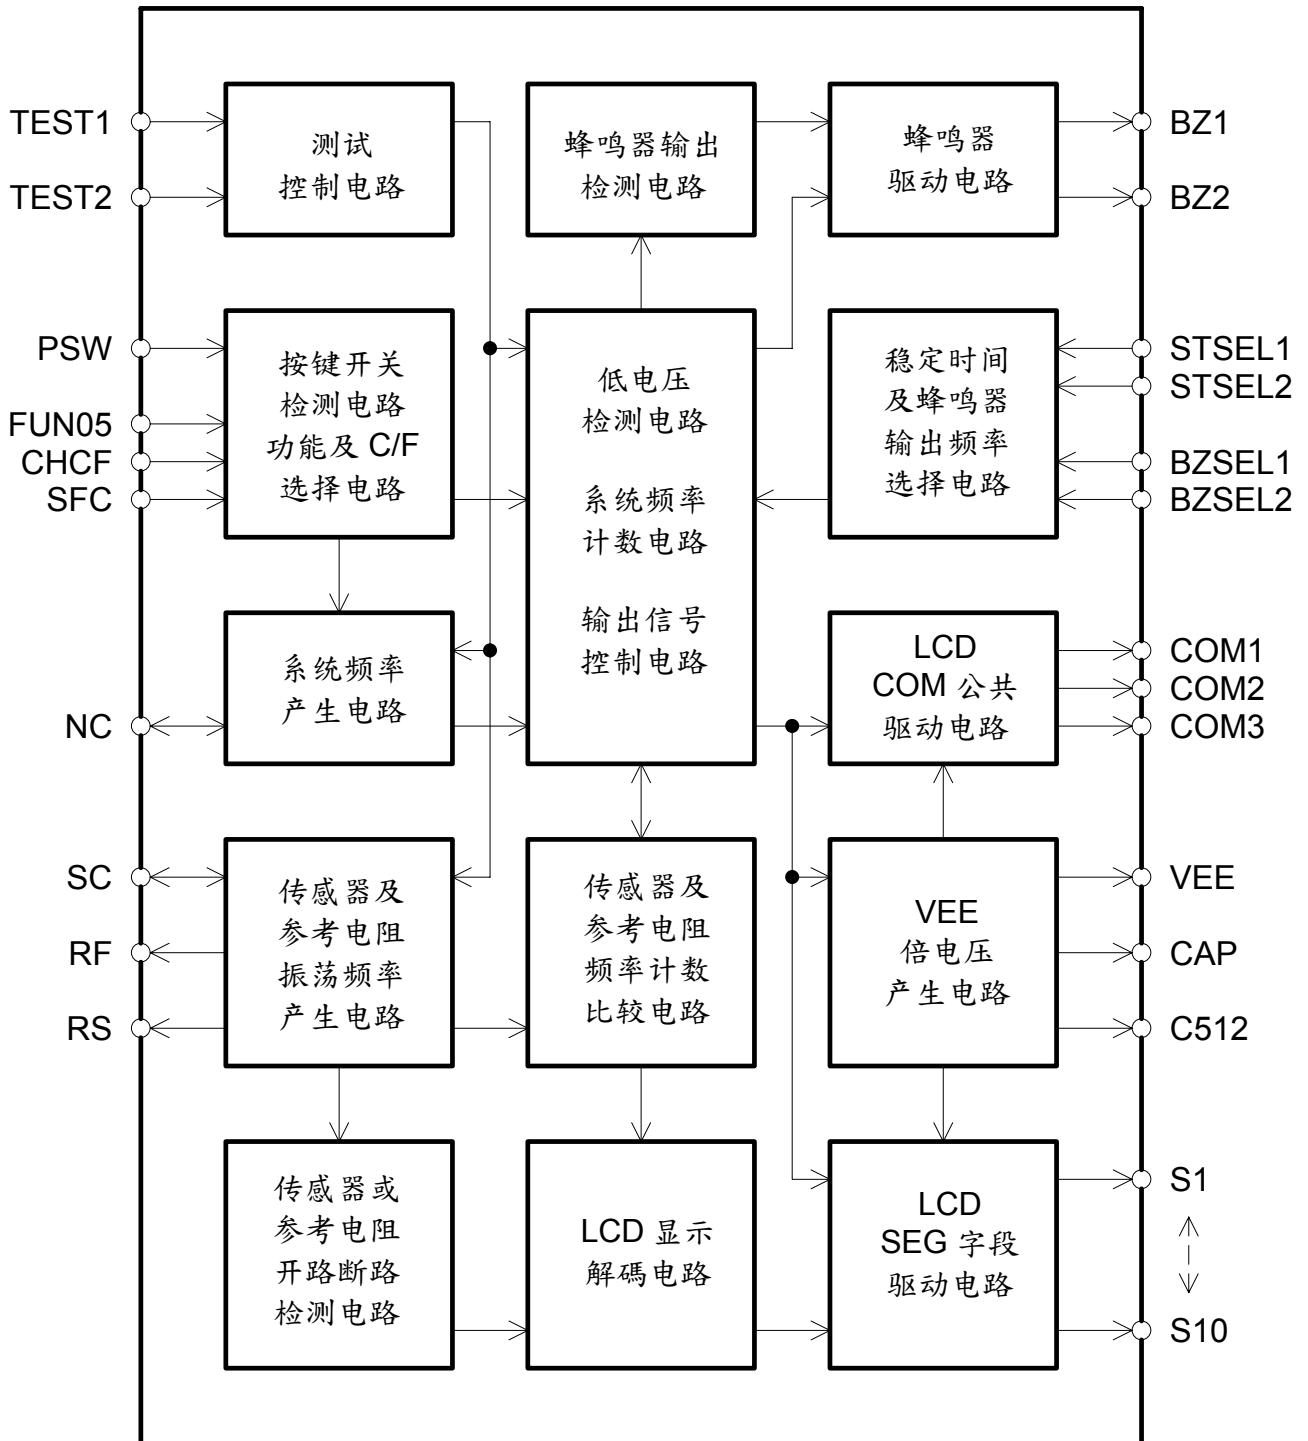 TEST1
TEST2
测试
控制电路
蜂鸣器输出
检测电路
蜂鸣器
驱动电路
BZ1
BZ2
PSW
FUN05
CHCF
SFC
按键开关
检测电路
功能及 C/F
选择电路
低电压
检测电路
系统频率
计数电路
输出信号
控制电路
稳定时间
及蜂鸣器
输出频率
选择电路
STSEL1
STSEL2
BZSEL1
BZSEL2
NC
系统频率
产生电路
LCD
COM 公共
驱动电路
COM1
COM2
COM3
SC
RF
RS
传感器及
参考电阻
振荡频率
产生电路
传感器及
参考电阻
频率计数
比较电路
VEE
倍电压
产生电路
VEE
CAP
C512
传感器或
参考电阻
开路断路
检测电路
LCD 显示
解碼电路
LCD
SEG 字段
驱动电路
S1
S10